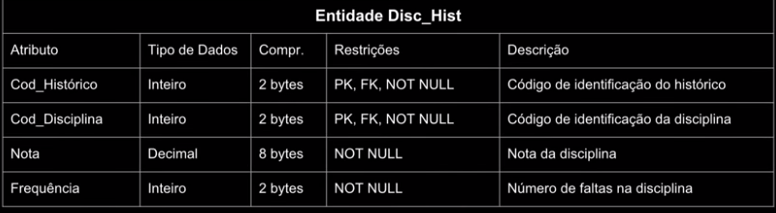 Entidade Disc_Hist
Atributo Tipo de Dados Compr. Restrições Descrição
Cod_Histórico Inteiro 2 bytes PK, FK, NOT NULL Código de identificação do histórico
Cod_Disciplina Inteiro 2 bytes PK, FK, NOT NULL Código de identificação da disciplina
Nota Decimal 8 bytes NOT NULL Nota da disciplina
Frequência Inteiro 2 bytes NOT NULL Número de faltas na disciplina